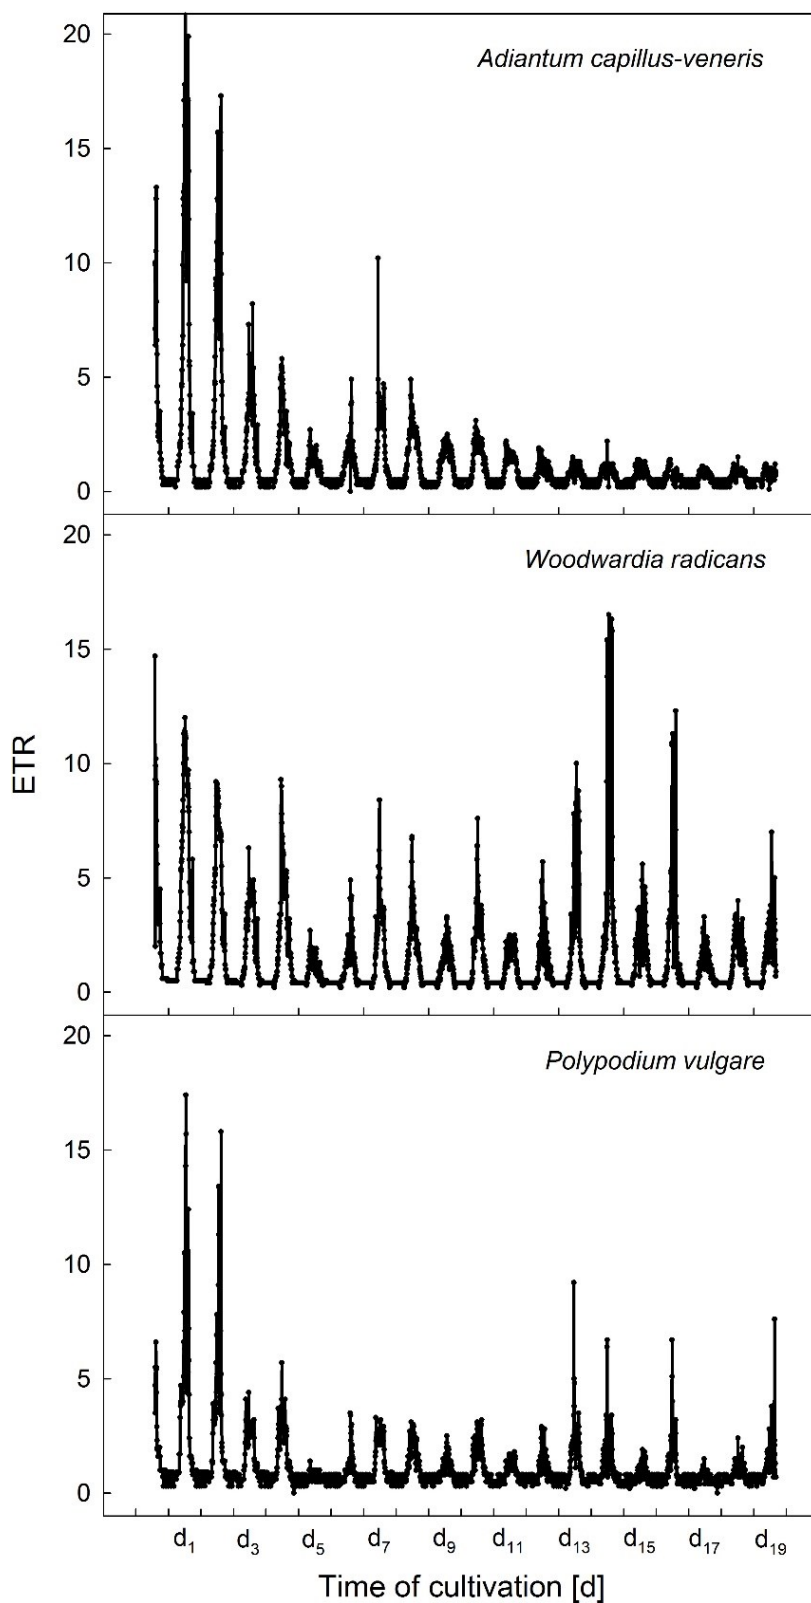 20
Adiantum capillus-veneris
15
10
5
0
20
Woodwardia radicans
15
10
5
0
ETR
20
Polypodium vulgare
15
10
5
0
d1 d3 d5 d7 d9 d11 d13 d15 d17 d19
Time of cultivation [d]